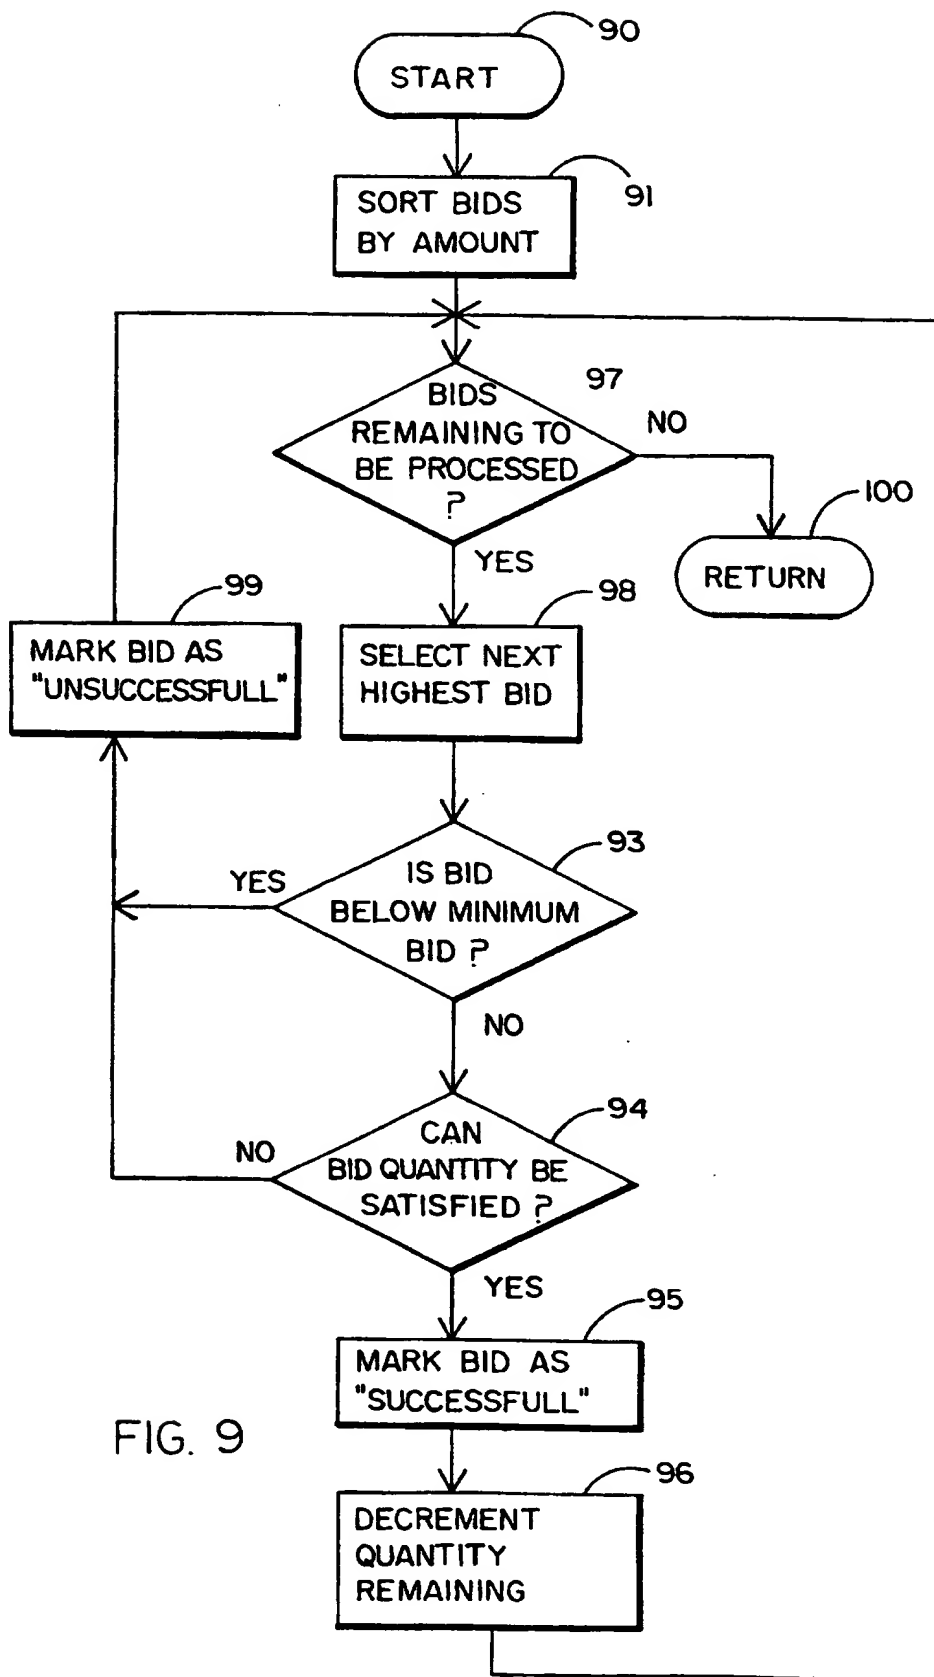 90
START
91
SORT BIDS
BY AMOUNT
97
BIDS
REMAINING TO
BE PROCESSED
?
NO
100
RETURN
YES
99
MARK BID AS
"UNSUCCESSFULL"
98
SELECT NEXT
HIGHEST BID
93
YES
IS BID
BELOW MINIMUM
BID ?
NO
94
NO
CAN
BID QUANTITY BE
SATISFIED ?
YES
95
MARK BID AS
"SUCCESSFULL"
FIG. 9
96
DECREMENT
QUANTITY
REMAINING